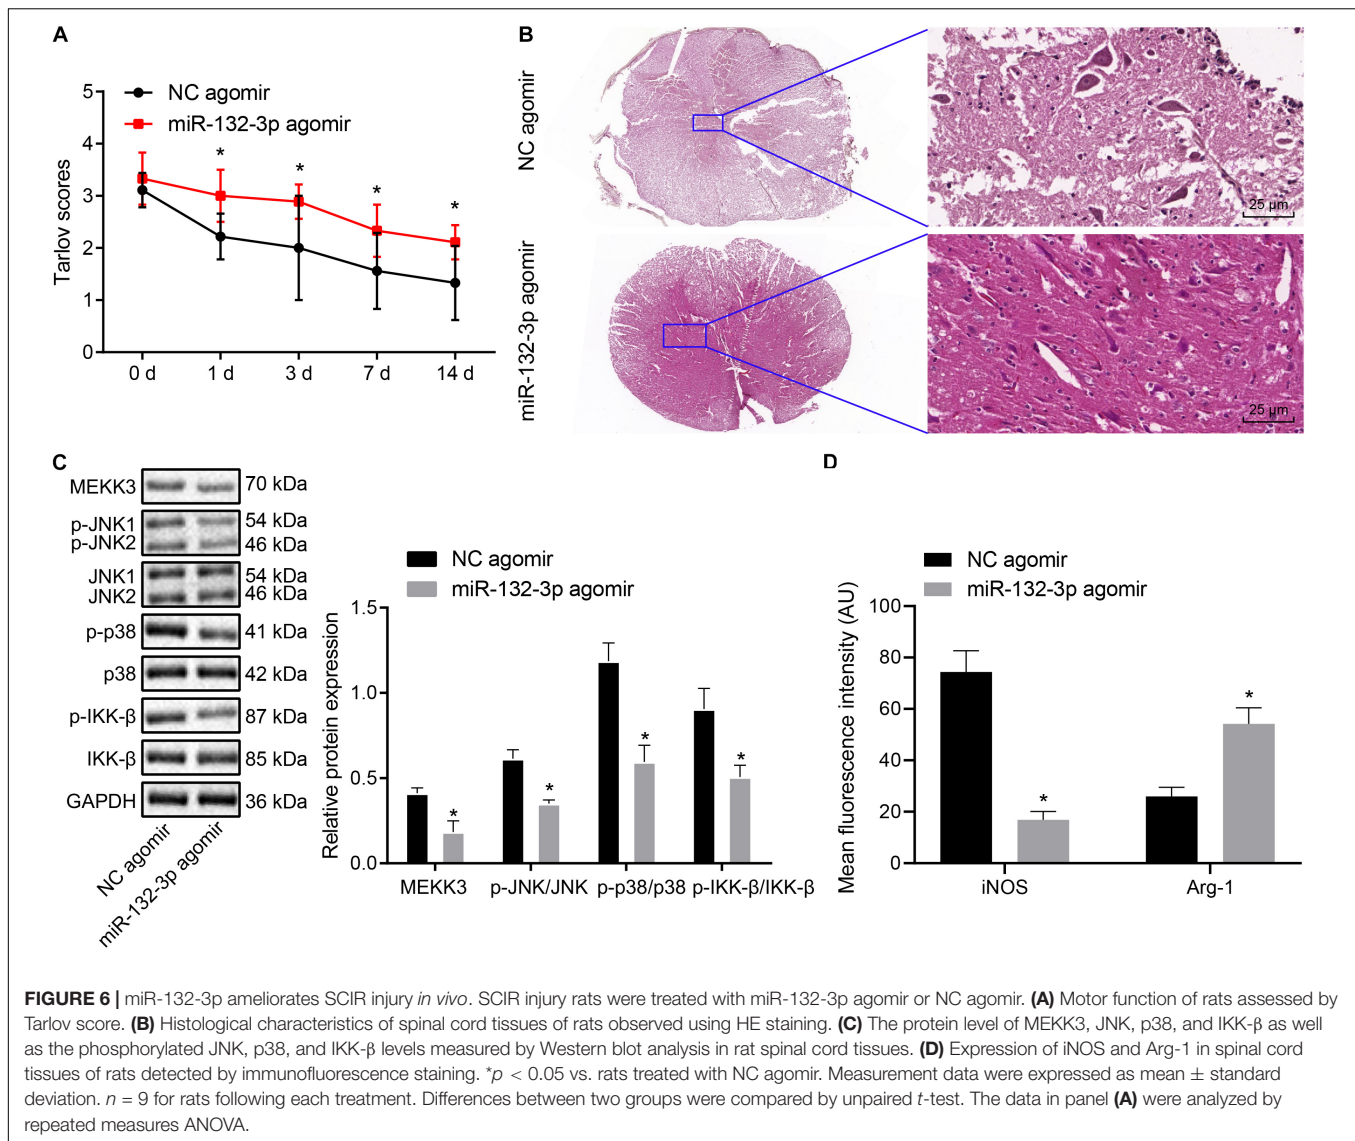 A
NC agomir
miR-132-3p agomir
Tarlov scores
5
4
3
2
1
0
* * * *
0 d 1 d 3 d 7 d 14 d
B
NC agomir
25 μm
miR-132-3p agomir
25 μm
C
MEKK3 70 kDa
p-JNK1 54 kDa
p-JNK2 46 kDa
JNK1 54 kDa
JNK2 46 kDa
p-p38 41 kDa
p38 42 kDa
p-IKK-β 87 kDa
IKK-β 85 kDa
GAPDH 36 kDa
NC agomir
miR-132-3p agomir
NC agomir
miR-132-3p agomir
Relative protein expression
1.5
1.0
0.5
0.0
* * * *
MEKK3 p-JNK/JNK p-p38/p38 p-IKK-β/IKK-β
D
NC agomir
miR-132-3p agomir
Mean fluorescence intensity (AU)
100
80
60
40
20
0
* *
iNOS Arg-1
FIGURE 6 | miR-132-3p ameliorates SCIR injury in vivo. SCIR injury rats were treated with miR-132-3p agomir or NC agomir. (A) Motor function of rats assessed by
Tarlov score. (B) Histological characteristics of spinal cord tissues of rats observed using HE staining. (C) The protein level of MEKK3, JNK, p38, and IKK-β as well
as the phosphorylated JNK, p38, and IKK-β levels measured by Western blot analysis in rat spinal cord tissues. (D) Expression of iNOS and Arg-1 in spinal cord
tissues of rats detected by immunofluorescence staining. *p < 0.05 vs. rats treated with NC agomir. Measurement data were expressed as mean ± standard
deviation. n = 9 for rats following each treatment. Differences between two groups were compared by unpaired t-test. The data in panel (A) were analyzed by
repeated measures ANOVA.